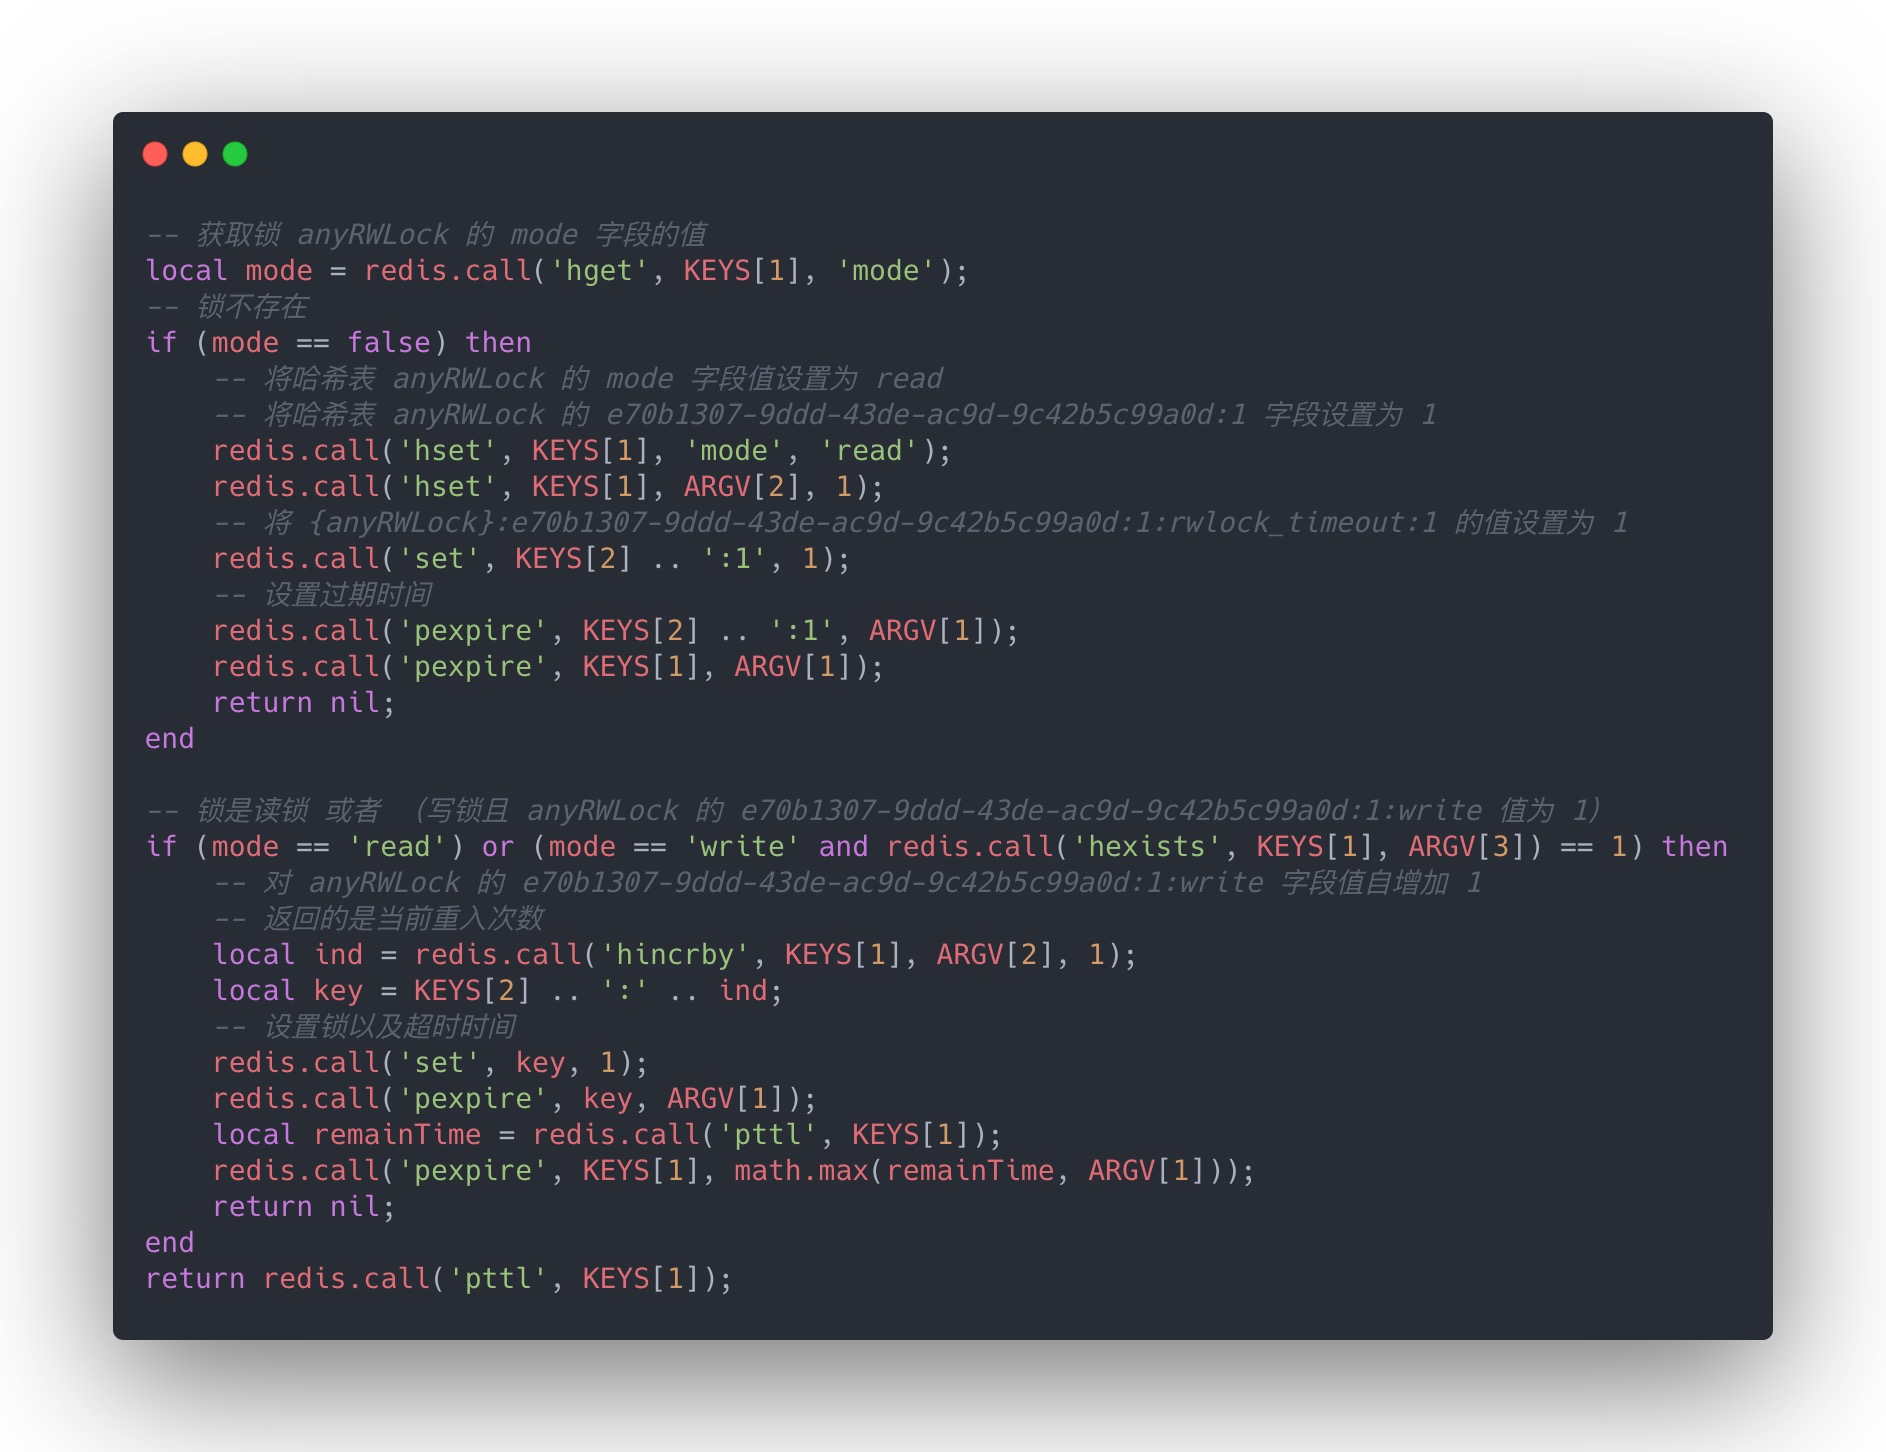 -- 获取锁 anyRWLock 的 mode 字段的值
local mode = redis.call('hget', KEYS[1], 'mode');
-- 锁不存在
if (mode == false) then
    -- 将哈希表 anyRWLock 的 mode 字段值设置为 read
    -- 将哈希表 anyRWLock 的 e70b1307-9ddd-43de-ac9d-9c42b5c99a0d:1 字段设置为 1
    redis.call('hset', KEYS[1], 'mode', 'read');
    redis.call('hset', KEYS[1], ARGV[2], 1);
    -- 将 {anyRWLock}:e70b1307-9ddd-43de-ac9d-9c42b5c99a0d:1:rwlock_timeout:1 的值设置为 1
    redis.call('set', KEYS[2] .. ':1', 1);
    -- 设置过期时间
    redis.call('pexpire', KEYS[2] .. ':1', ARGV[1]);
    redis.call('pexpire', KEYS[1], ARGV[1]);
    return nil;
end
-- 锁是读锁 或者 （写锁且 anyRWLock 的 e70b1307-9ddd-43de-ac9d-9c42b5c99a0d:1:write 值为 1）
if (mode == 'read') or (mode == 'write' and redis.call('hexists', KEYS[1], ARGV[3]) == 1) then
    -- 对 anyRWLock 的 e70b1307-9ddd-43de-ac9d-9c42b5c99a0d:1:write 字段值自增加 1
    -- 返回的是当前重入次数
    local ind = redis.call('hincrby', KEYS[1], ARGV[2], 1);
    local key = KEYS[2] .. ':' .. ind;
    -- 设置锁以及超时时间
    redis.call('set', key, 1);
    redis.call('pexpire', key, ARGV[1]);
    local remainTime = redis.call('pttl', KEYS[1]);
    redis.call('pexpire', KEYS[1], math.max(remainTime, ARGV[1]));
    return nil;
end
return redis.call('pttl', KEYS[1]);